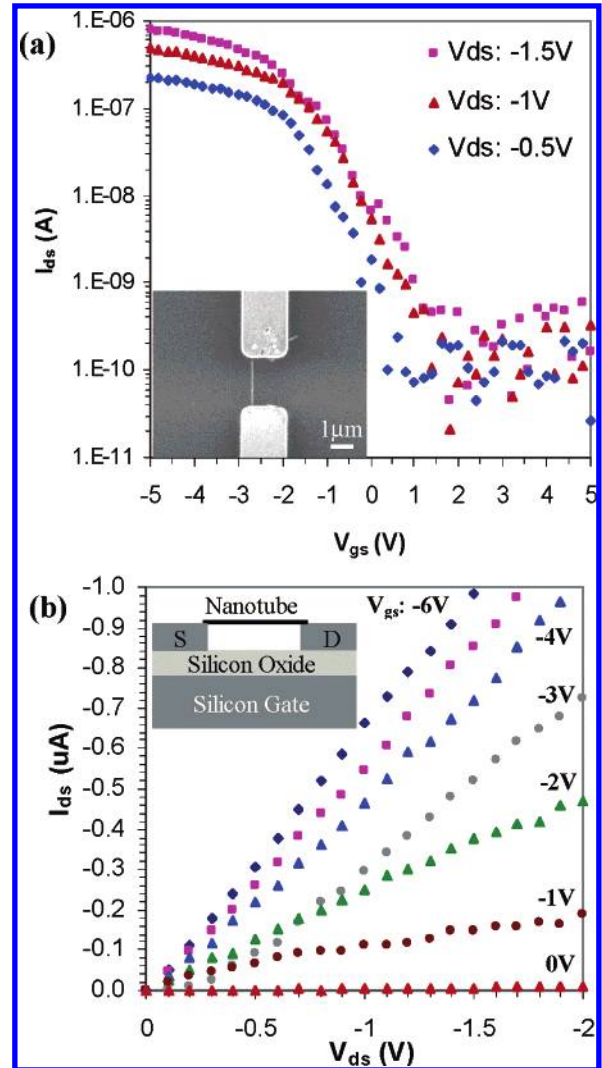 (a)
1.E-06
1.E-07
1.E-08
1.E-09
1.E-10
1.E-11
Ids (A)
Vds: -1.5V
Vds: -1V
Vds: -0.5V
1μm
-5 -4 -3 -2 -1 0 1 2 3 4 5
Vgs (V)
(b)
-1.0
-0.9
-0.8
-0.7
-0.6
-0.5
-0.4
-0.3
-0.2
-0.1
0.0
Ids (uA)
Nanotube
S D
Silicon Oxide
Silicon Gate
Vgs: -6V
-4V
-3V
-2V
-1V
0V
0 -0.5 -1 -1.5 -2
Vds (V)